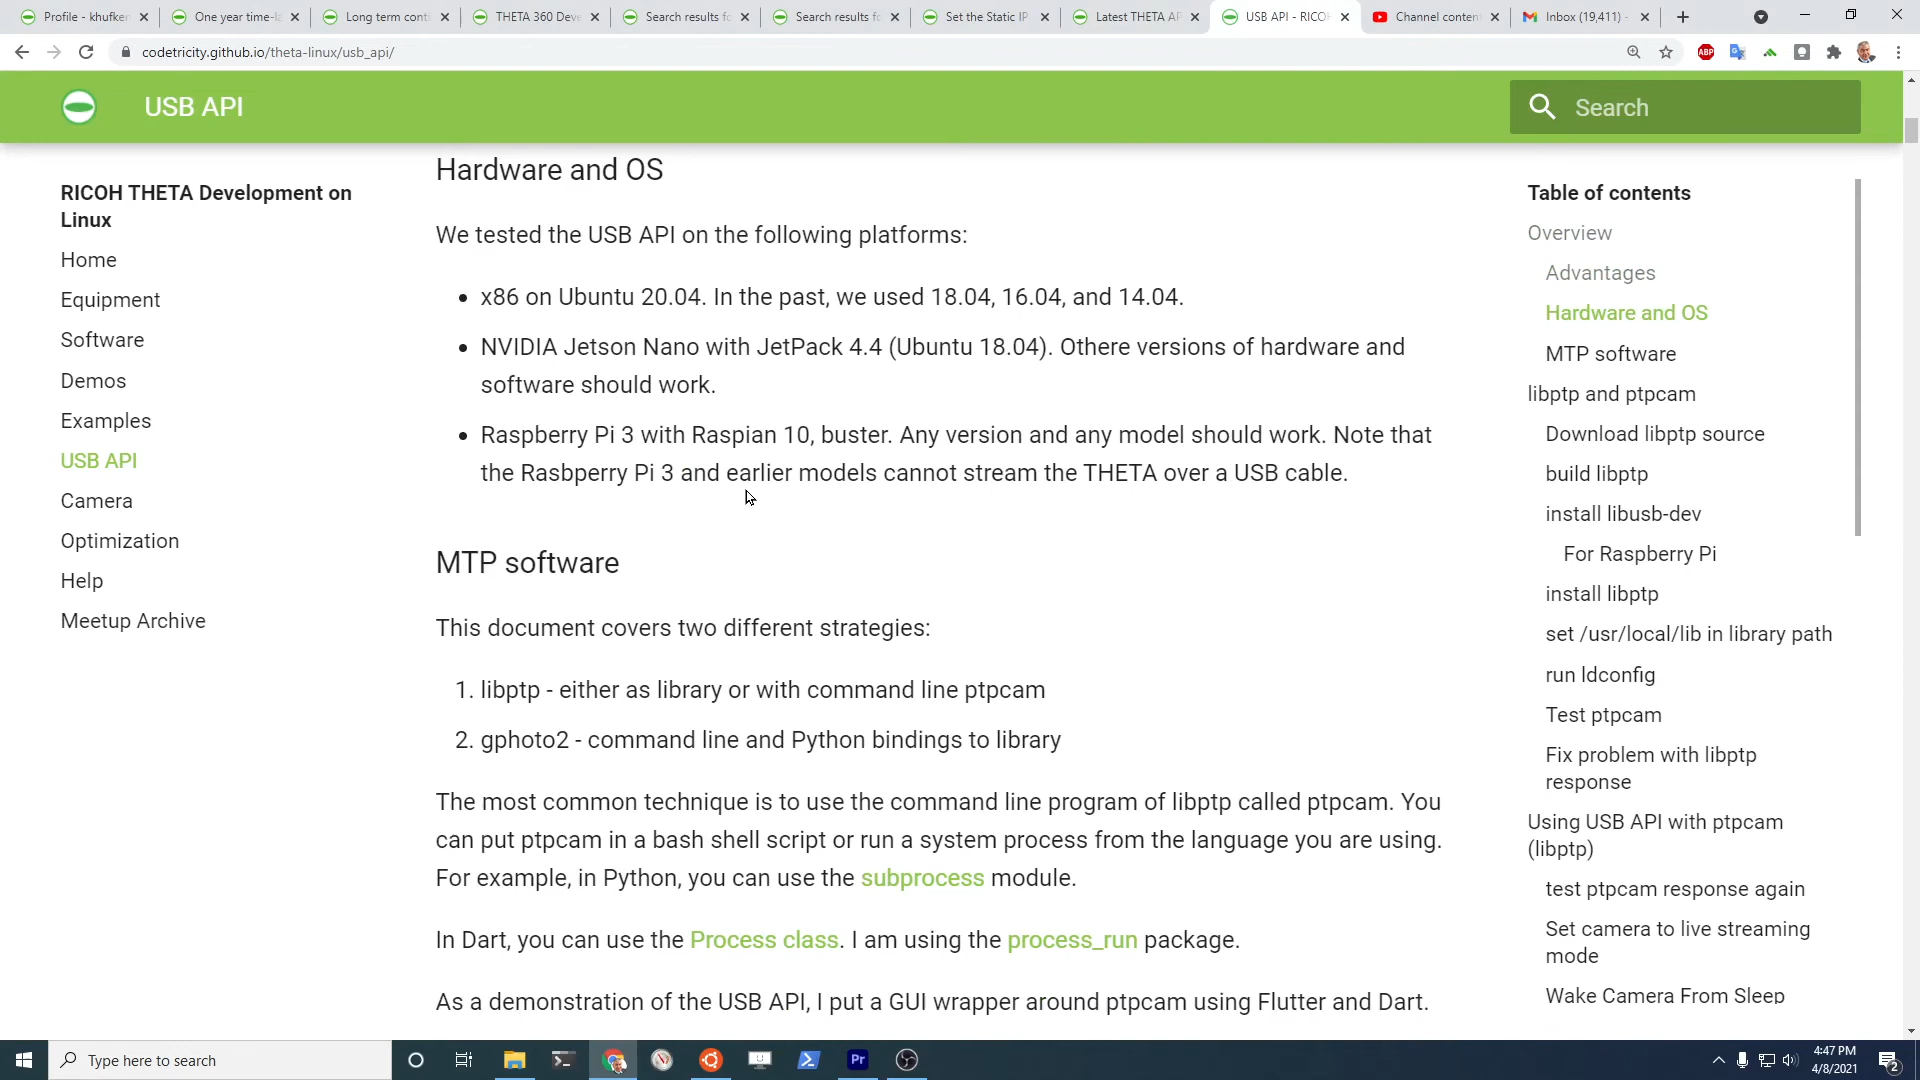 Profile - khufken
One year time-la
Long term conti
THETA 360 Deve
Search results fo
Search results fo
Set the Static IP
Latest THETA AP
USB API - RICO
Channel content
Inbox (19,411) -
codetricity.github.io/theta-linux/usb_api/
ABP
USB API
Search
RICOH THETA Development on
Linux
Home
Equipment
Software
Demos
Examples
USB API
Camera
Optimization
Help
Meetup Archive
Hardware and OS
We tested the USB API on the following platforms:
• x86 on Ubuntu 20.04. In the past, we used 18.04, 16.04, and 14.04.
• NVIDIA Jetson Nano with JetPack 4.4 (Ubuntu 18.04). Othere versions of hardware and
software should work.
• Raspberry Pi 3 with Raspian 10, buster. Any version and any model should work. Note that
the Rasbperry Pi 3 and earlier models cannot stream the THETA over a USB cable.
MTP software
This document covers two different strategies:
1. libptp - either as library or with command line ptpcam
2. gphoto2 - command line and Python bindings to library
The most common technique is to use the command line program of libptp called ptpcam. You
can put ptpcam in a bash shell script or run a system process from the language you are using.
For example, in Python, you can use the subprocess module.
In Dart, you can use the Process class. I am using the process_run package.
As a demonstration of the USB API, I put a GUI wrapper around ptpcam using Flutter and Dart.
Table of contents
Overview
Advantages
Hardware and OS
MTP software
libptp and ptpcam
Download libptp source
build libptp
install libusb-dev
For Raspberry Pi
install libptp
set /usr/local/lib in library path
run ldconfig
Test ptpcam
Fix problem with libptp
response
Using USB API with ptpcam
(libptp)
test ptpcam response again
Set camera to live streaming
mode
Wake Camera From Sleep
Type here to search
Pr
4:47 PM
4/8/2021
2